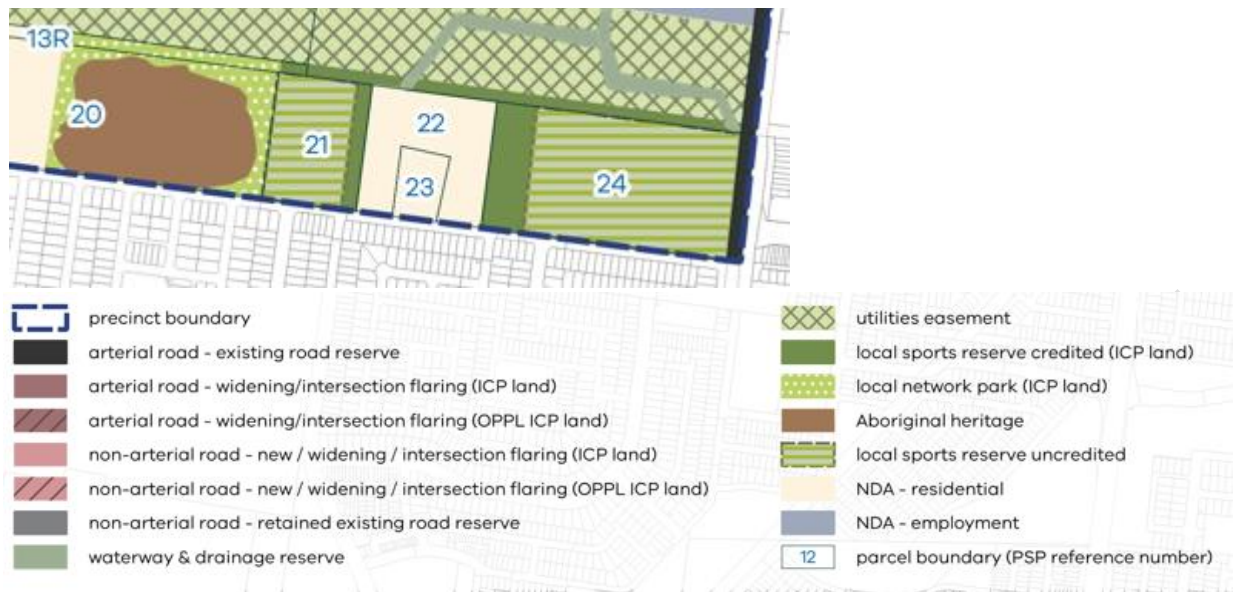 13R
20
21
22
23
24
precinct boundary
arterial road - existing road reserve
arterial road - widening/intersection flaring (ICP land)
arterial road - widening/intersection flaring (OPPL ICP land)
non-arterial road - new / widening / intersection flaring (ICP land)
non-arterial road - new / widening / intersection flaring (OPPL ICP land)
non-arterial road - retained existing road reserve
waterway & drainage reserve
utilities easement
local sports reserve credited (ICP land)
local network park (ICP land)
Aboriginal heritage
local sports reserve uncredited
NDA - residential
NDA - employment
12 parcel boundary (PSP reference number)